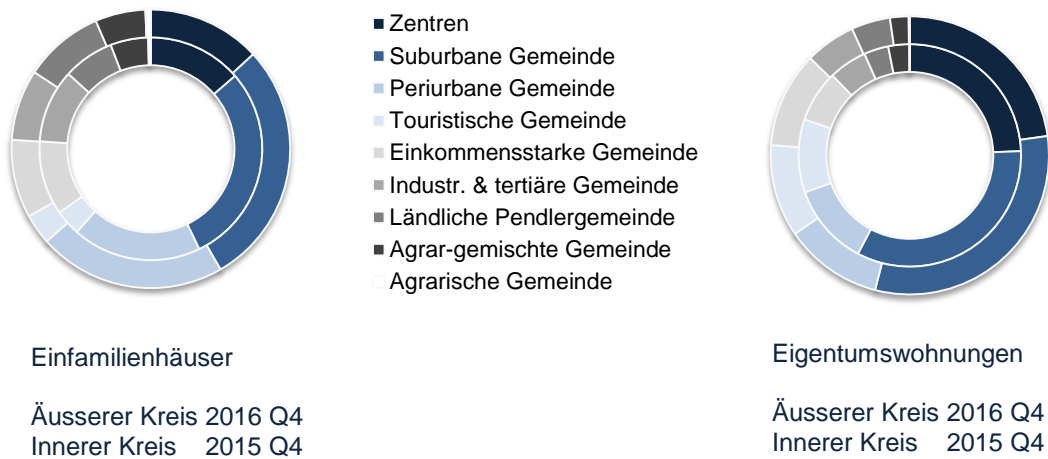 Zentren
Suburbane Gemeinde
Periurbane Gemeinde
Touristische Gemeinde
Einkommensstarke Gemeinde
Industr. & tertiäre Gemeinde
Ländliche Pendlergemeinde
Agrar-gemischte Gemeinde
Agrarische Gemeinde
Einfamilienhäuser
Äusserer Kreis 2016 Q4
Innerer Kreis 2015 Q4
Eigentumswohnungen
Äusserer Kreis 2016 Q4
Innerer Kreis 2015 Q4